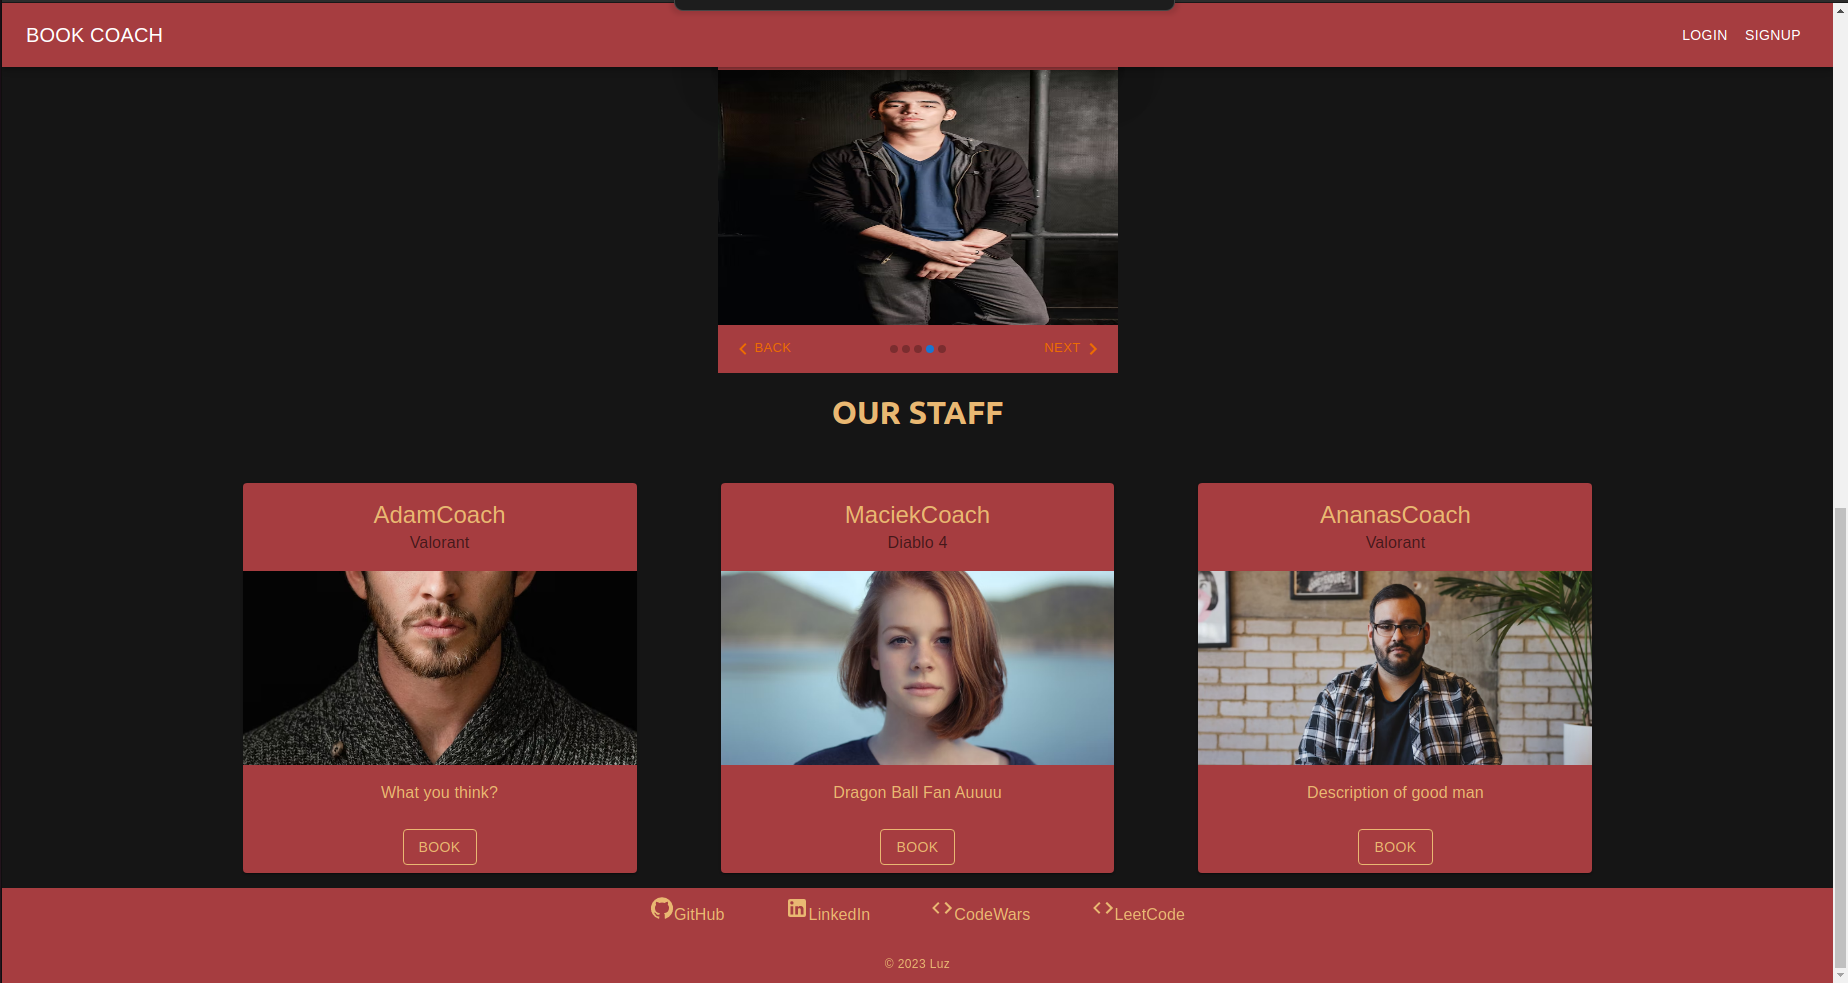 BOOK COACH
LOGIN SIGNUP
BACK NEXT
OUR STAFF
AdamCoach
Valorant
What you think?
BOOK
MaciekCoach
Diablo 4
Dragon Ball Fan Auuuu
BOOK
AnanasCoach
Valorant
Description of good man
BOOK
GitHub LinkedIn CodeWars LeetCode
© 2023 Luz